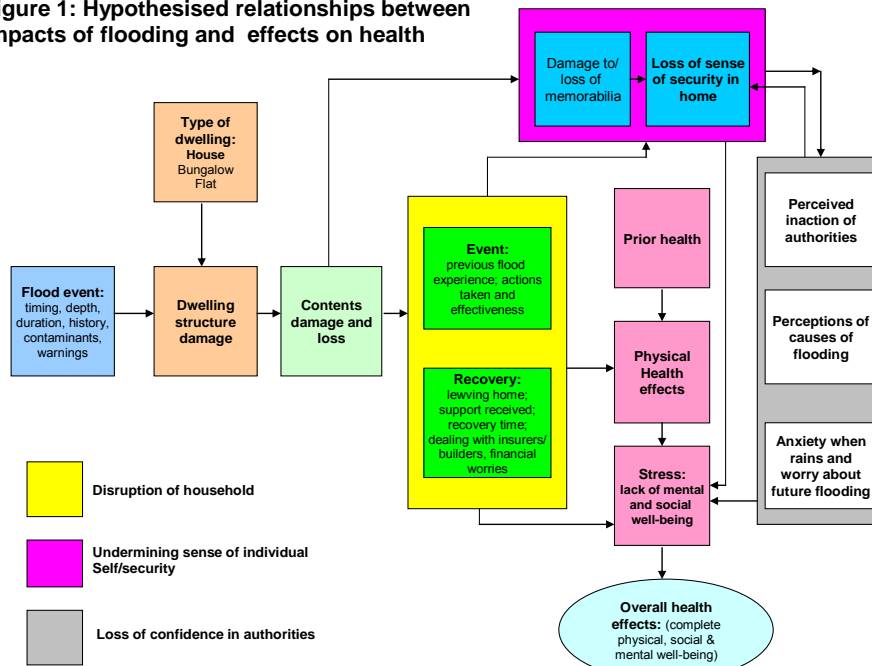 igure 1: Hypothesised relationships between
mpacts of flooding and effects on health
Damage to/
loss of
memorabilia
Loss of sense
of security in
home
Type of
dwelling:
House
Bungalow
Flat
Perceived
inaction of
authorities
Prior health
Event:
previous flood
experience; actions
taken and
effectiveness
Flood event:
timing, depth,
duration, history,
contaminants,
warnings
Dwelling
structure
damage
Contents
damage and
loss
Perceptions of
causes of
flooding
Physical
Health
effects
Recovery:
lewving home;
support received;
recovery time;
dealing with insurers/
builders, financial
worries
Anxiety when
rains and
worry about
future flooding
Stress:
lack of mental
and social
well-being
Disruption of household
Undermining sense of individual
Self/security
Loss of confidence in authorities
Overall health
effects: (complete
physical, social &
mental well-being)